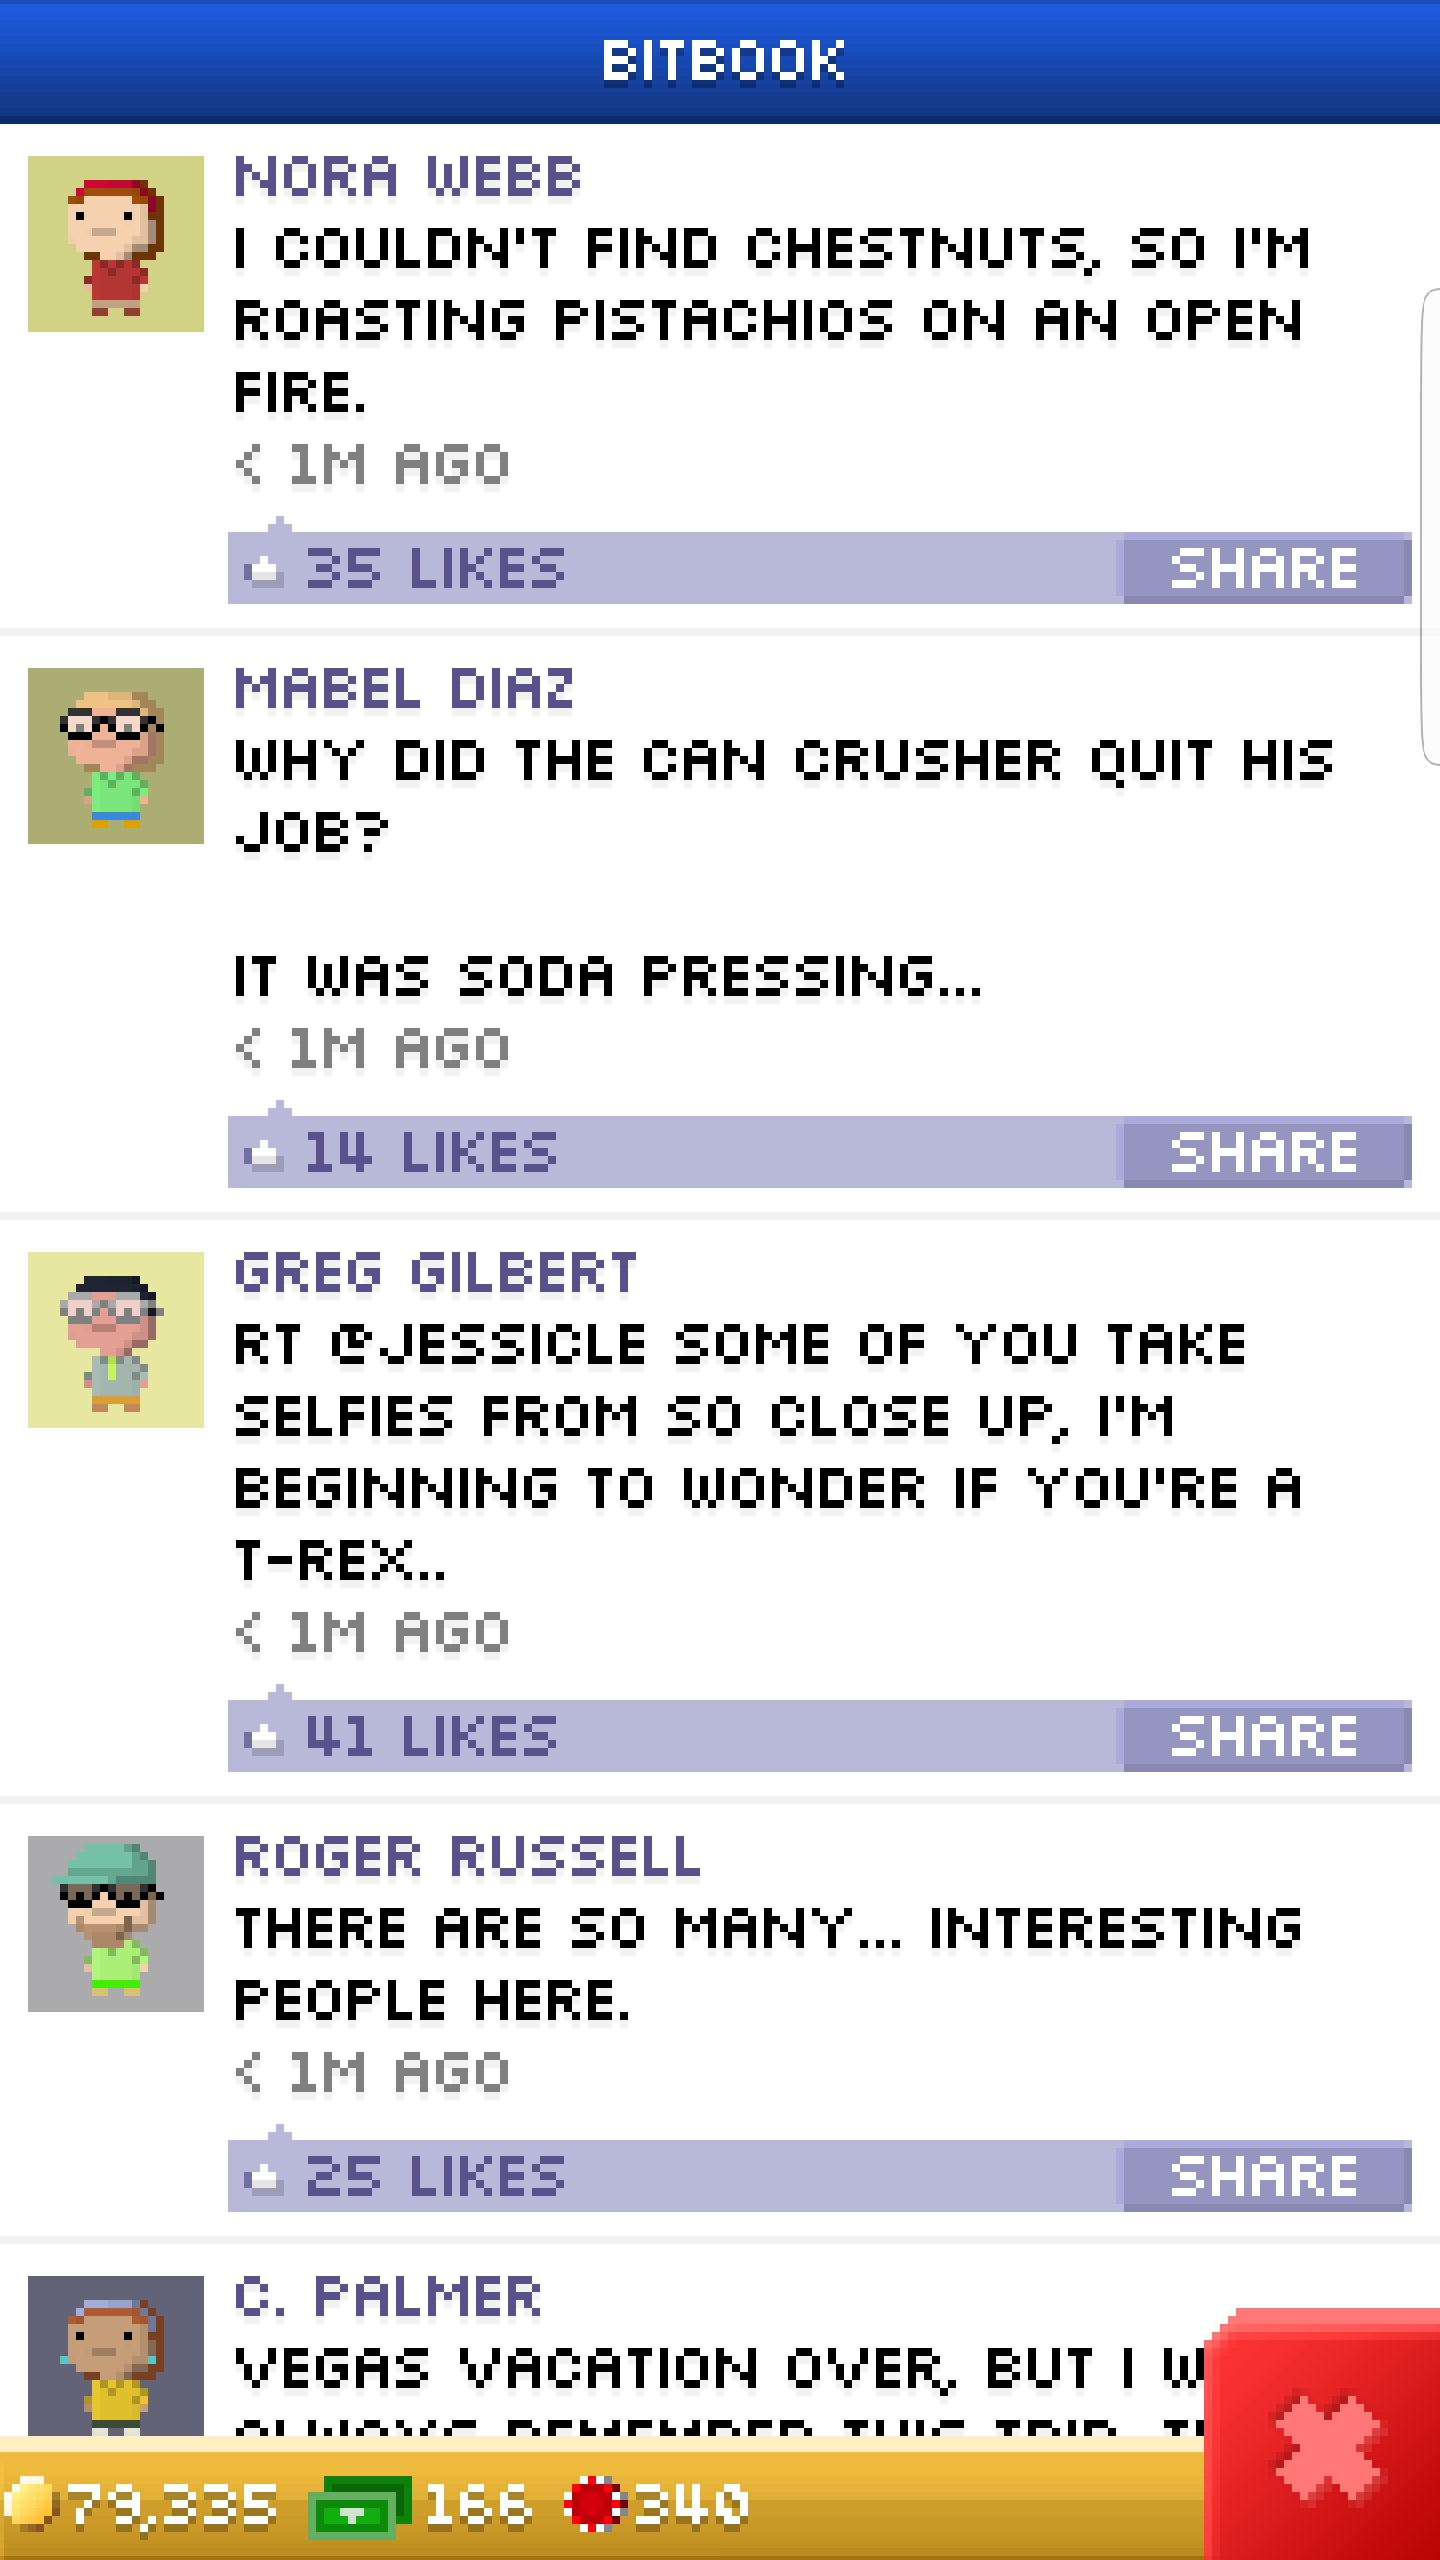 BITBOOK
NORA WEBB
I COULDN'T FIND CHESTNUTS, SO I'M
ROASTING PISTACHIOS ON AN OPEN
FIRE.
< 1M AGO
35 LIKES
SHARE
MABEL DIAZ
WHY DID THE CAN CRUSHER QUIT HIS
JOB?
IT WAS SODA PRESSING...
< 1M AGO
14 LIKES
SHARE
GREG GILBERT
RT @JESSICLE SOME OF YOU TAKE
SELFIES FROM SO CLOSE UP, I'M
BEGINNING TO WONDER IF YOU'RE A
T-REX..
< 1M AGO
41 LIKES
SHARE
ROGER RUSSELL
THERE ARE SO MANY... INTERESTING
PEOPLE HERE.
< 1M AGO
25 LIKES
SHARE
C. PALMER
VEGAS VACATION OVER, BUT I
ALWAYS REMEMBER THIS TRIP.
79,335 166 340